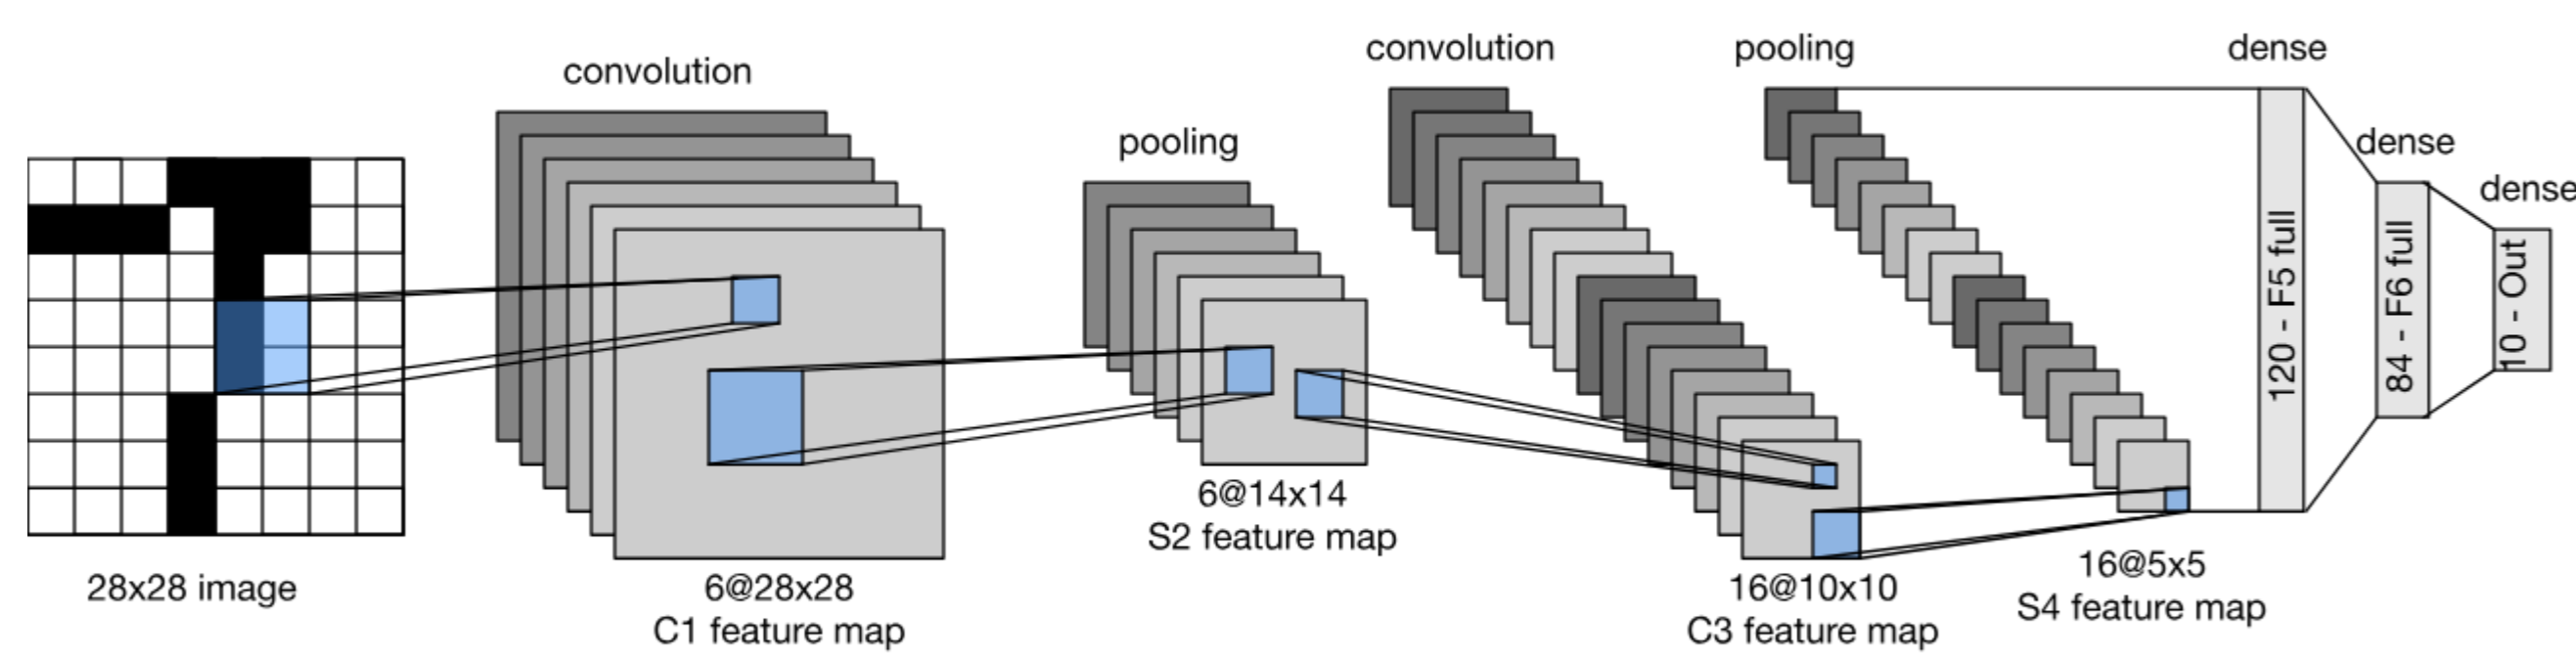 convolution
pooling
convolution
pooling
dense
dense
dense
28x28 image
6@28x28
C1 feature map
6@14x14
S2 feature map
16@10x10
C3 feature map
16@5x5
S4 feature map
120 - F5 full
84 - F6 full
10 - Out